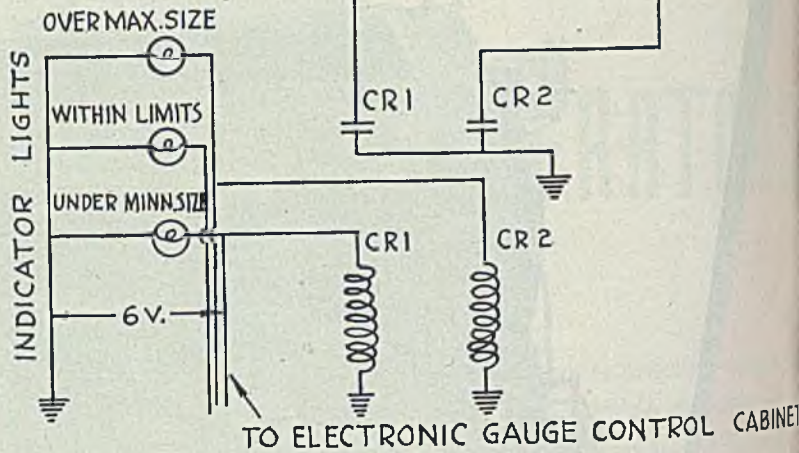 OVER MAX. SIZE
INDICATOR LIGHTS
CR1
CR2
WITHIN LIMITS
UNDER MINN. SIZE
CR1
CR2
6 V.
TO ELECTRONIC GAUGE CONTROL CABINET